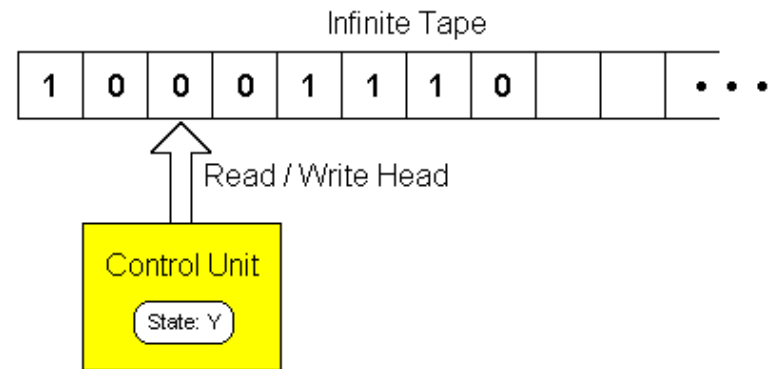 Infinite Tape
1 0 0 0 1 1 1 0 • • •
Read / Write Head
Control Unit
State: Y